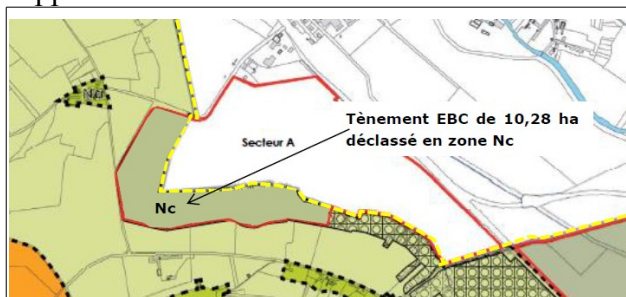 Tènement EBC de 10,28 ha
déclassé en zone Nc
Secteur A
Nc